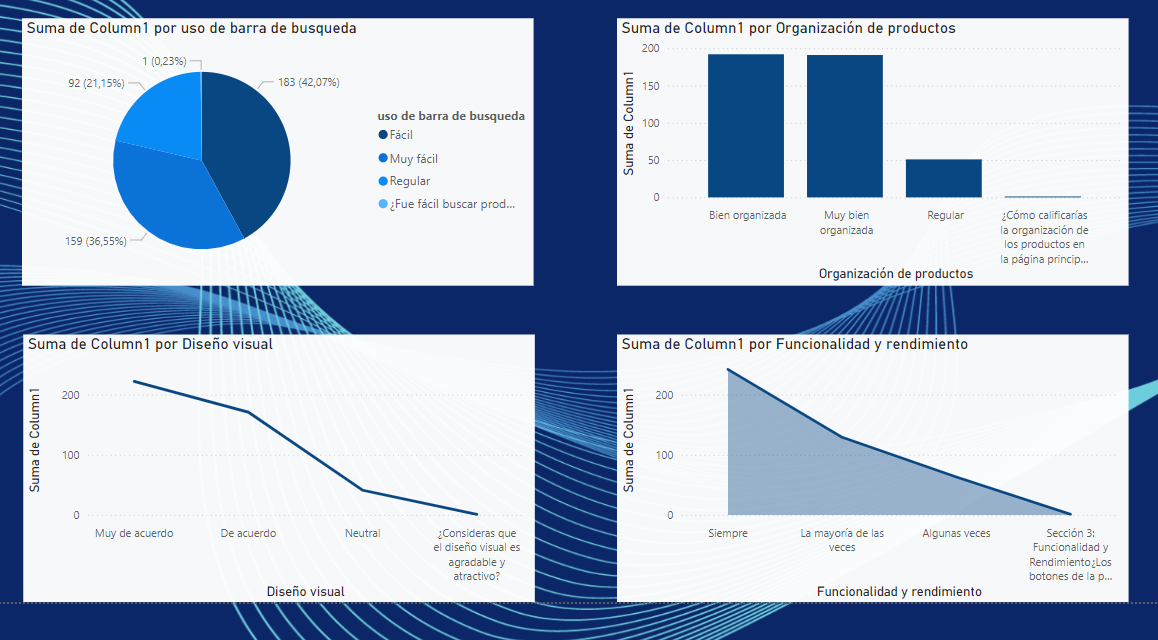 Suma de Column1 por uso de barra de busqueda
1 (0,23%)
92 (21,15%)
183 (42,07%)
159 (36,55%)
uso de barra de busqueda
Fácil
Muy fácil
Regular
¿Fue fácil buscar prod...
Suma de Column1 por Organización de productos
Suma de Column1
200
150
100
50
0
Bien organizada
Muy bien
organizada
Regular
¿Cómo calificarías
la organización de
los productos en
la página princip...
Organización de productos
Suma de Column1 por Diseño visual
Suma de Column1
200
100
0
Muy de acuerdo
De acuerdo
Neutral
¿Consideras que
el diseño visual es
agradable y
atractivo?
Diseño visual
Suma de Column1 por Funcionalidad y rendimiento
Suma de Column1
200
100
0
Siempre
La mayoría de las
veces
Algunas veces
Sección 3:
Funcionalidad y
Rendimiento¿Los
botones de la p...
Funcionalidad y rendimiento